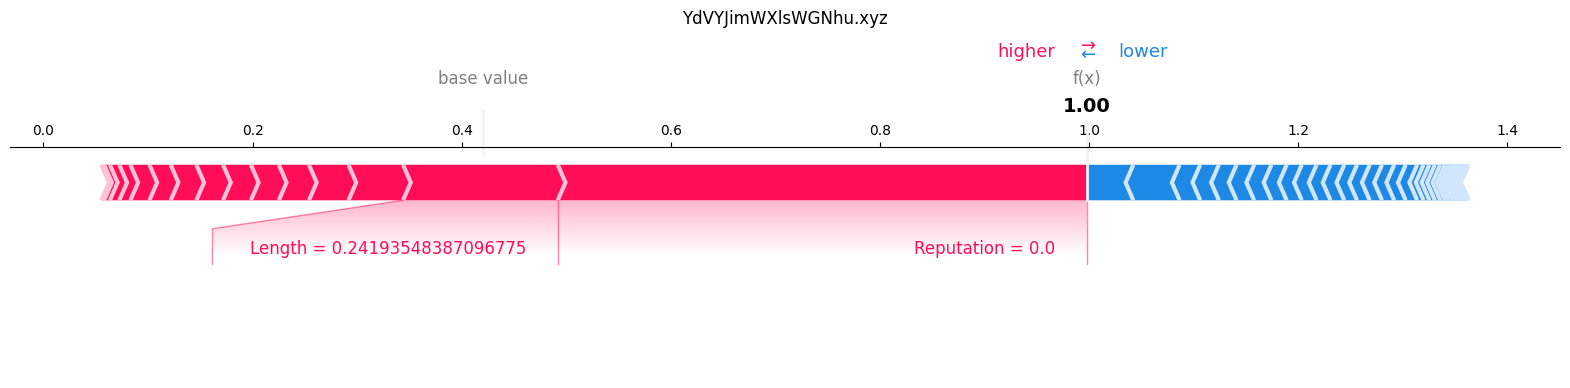 YdVYJimWXlsWGNhu.xyz
higher ⇄ lower
base value f(x)
1.00
0.0 0.2 0.4 0.6 0.8 1.0 1.2 1.4
Length = 0.24193548387096775 Reputation = 0.0